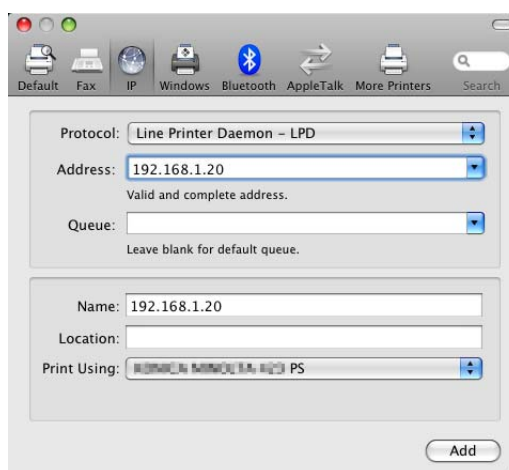 Default Fax IP Windows Bluetooth AppleTalk More Printers Search
Protocol: Line Printer Daemon – LPD
Address: 192.168.1.20
Valid and complete address.
Queue:
Leave blank for default queue.
Name: 192.168.1.20
Location:
Print Using: PS
Add